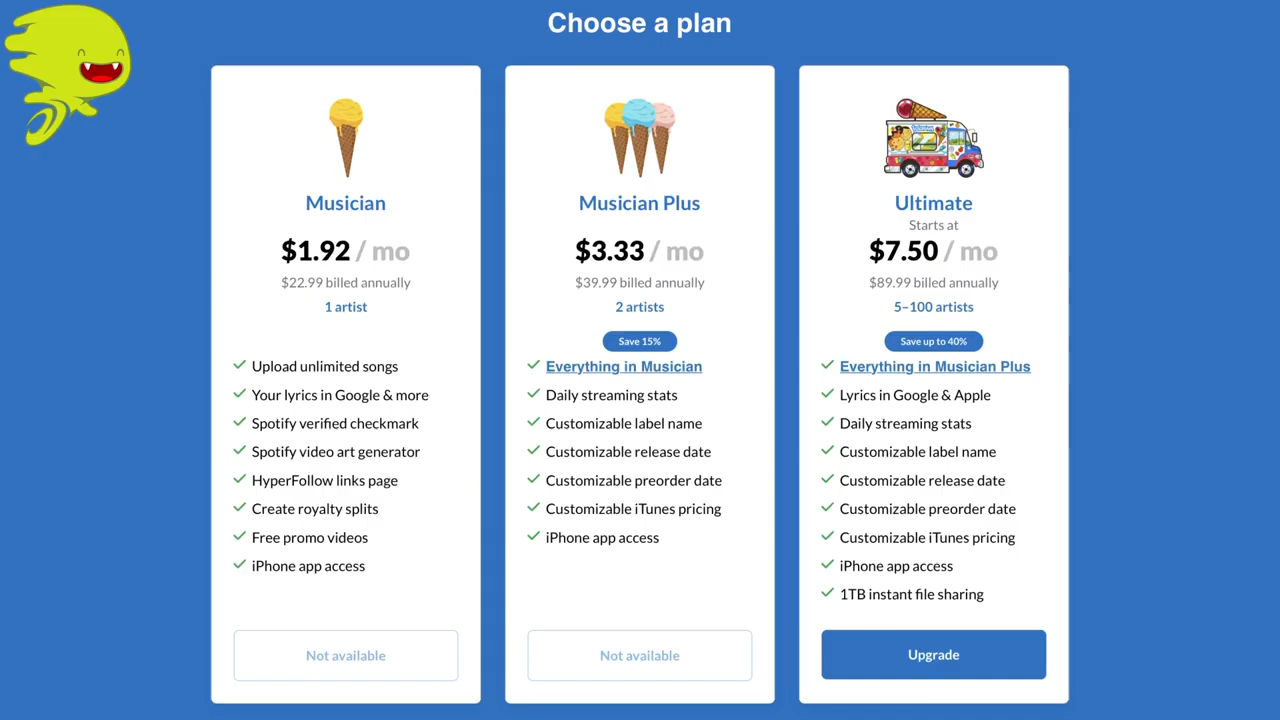 Choose a plan
Musician
$1.92 / mo
$22.99 billed annually
1 artist
Upload unlimited songs
Your lyrics in Google & more
Spotify verified checkmark
Spotify video art generator
HyperFollow links page
Create royalty splits
Free promo videos
iPhone app access
Not available
Musician Plus
$3.33 / mo
$39.99 billed annually
2 artists
Save 15%
Everything in Musician
Daily streaming stats
Customizable label name
Customizable release date
Customizable preorder date
Customizable iTunes pricing
iPhone app access
Not available
Ultimate
Starts at
$7.50 / mo
$89.99 billed annually
5–100 artists
Save up to 40%
Everything in Musician Plus
Lyrics in Google & Apple
Daily streaming stats
Customizable label name
Customizable release date
Customizable preorder date
Customizable iTunes pricing
iPhone app access
1TB instant file sharing
Upgrade